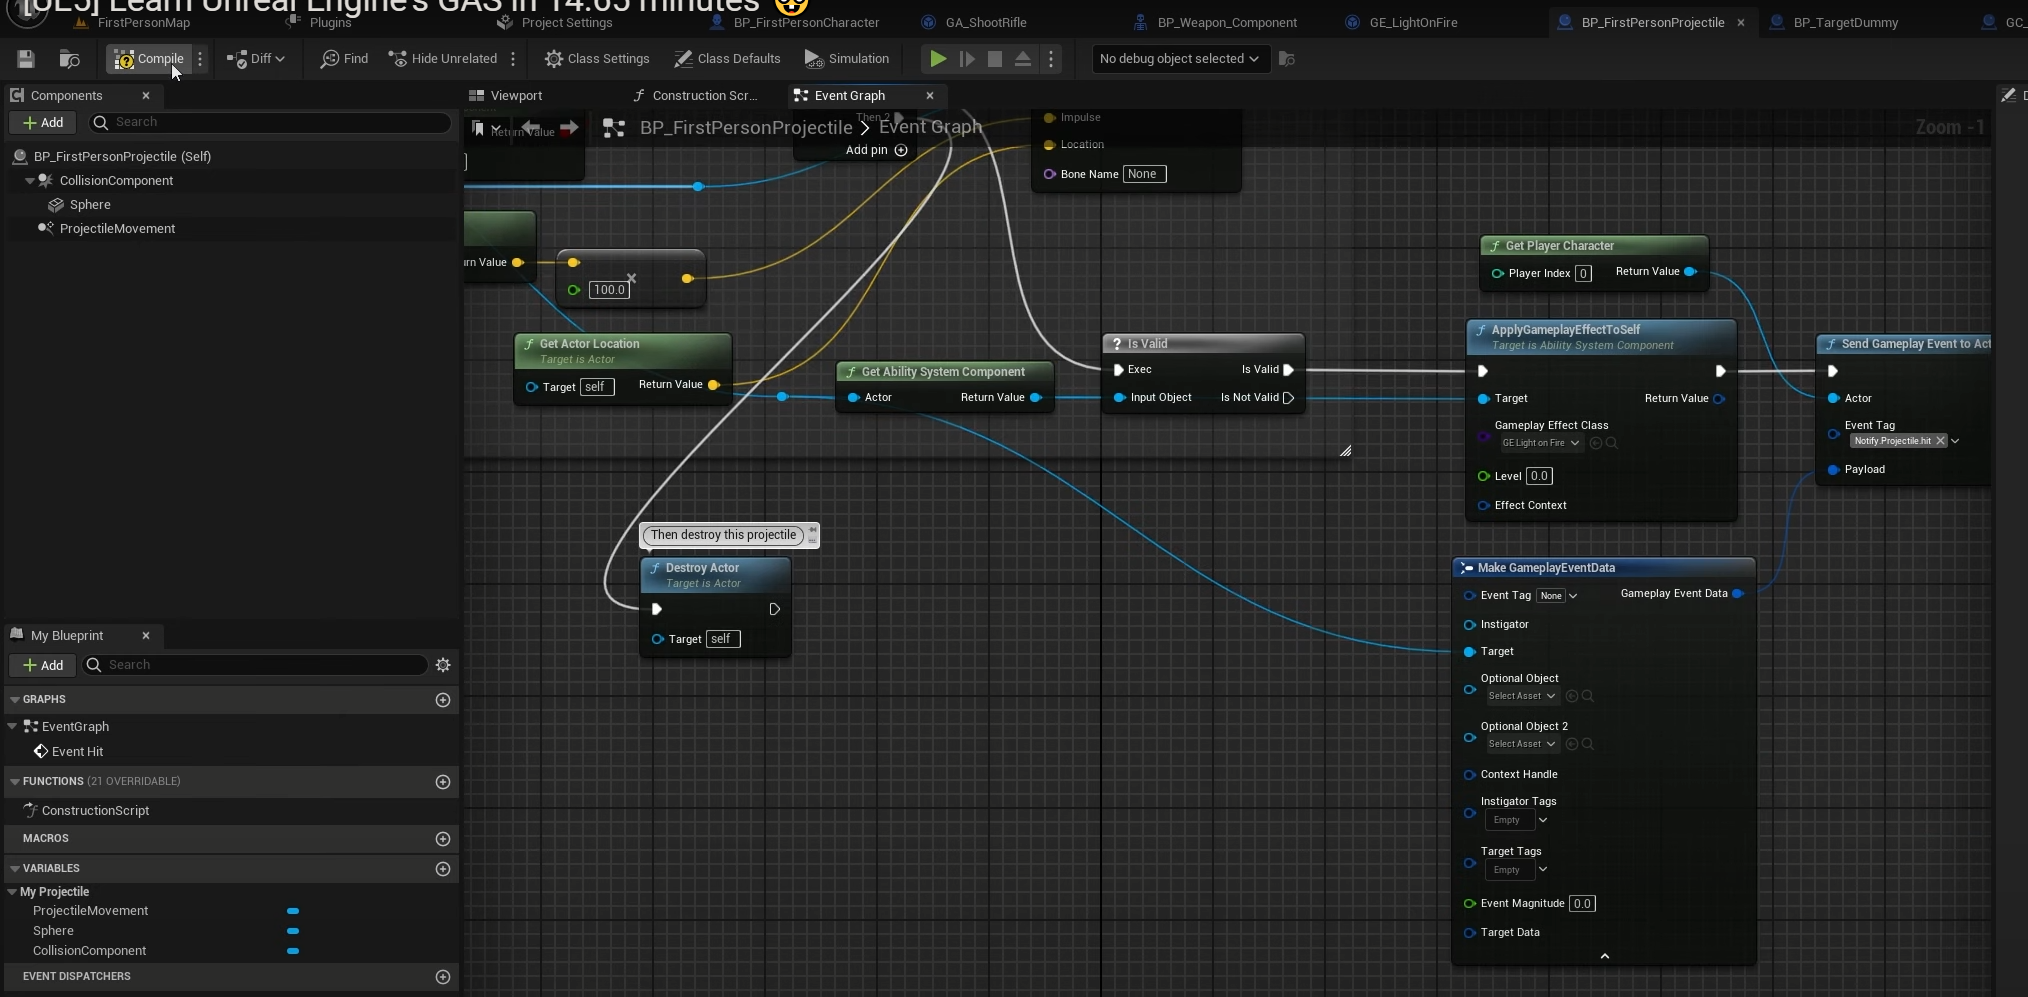 [UE5] Learn Unreal Engine's GAS in 14.65 minutes
FirstPersonMap
Plugins
Project Settings
BP_FirstPersonCharacter
GA_ShootRifle
BP_Weapon_Component
GE_LightOnFire
BP_FirstPersonProjectile
BP_TargetDummy
GC_
Compile
Diff
Find
Hide Unrelated
Class Settings
Class Defaults
Simulation
No debug object selected
Components
Viewport
Construction Scr...
Event Graph
Add
Search
BP_FirstPersonProjectile > Event Graph
Zoom -1
Return Value
Then 2
Add pin
Impulse
Location
Bone Name None
BP_FirstPersonProjectile (Self)
CollisionComponent
Sphere
ProjectileMovement
urn Value
100.0
Get Player Character
Player Index 0
Return Value
Get Actor Location
Target is Actor
Target self
Return Value
Get Ability System Component
Actor
Return Value
? Is Valid
Exec
Is Valid
Input Object
Is Not Valid
ApplyGameplayEffectToSelf
Target is Ability System Component
Target
Return Value
Gameplay Effect Class
GE Light on Fire
Level 0.0
Effect Context
Send Gameplay Event to Act
Actor
Event Tag
Notify.Projectile.hit
Payload
Then destroy this projectile
Destroy Actor
Target is Actor
Target self
Make GameplayEventData
Event Tag None
Gameplay Event Data
Instigator
Target
Optional Object
Select Asset
Optional Object 2
Select Asset
Context Handle
Instigator Tags
Empty
Target Tags
Empty
Event Magnitude 0.0
Target Data
My Blueprint
Add
Search
GRAPHS
EventGraph
Event Hit
FUNCTIONS (21 OVERRIDABLE)
ConstructionScript
MACROS
VARIABLES
My Projectile
ProjectileMovement
Sphere
CollisionComponent
EVENT DISPATCHERS